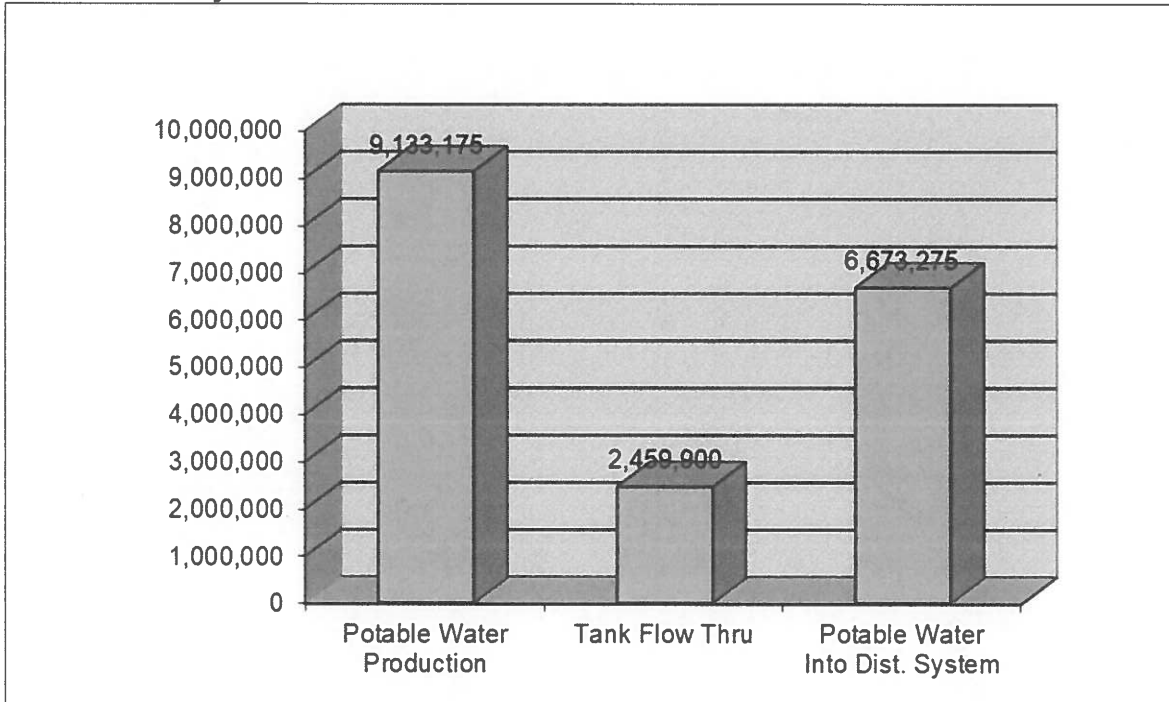 10,000,000
9,000,000
8,000,000
7,000,000
6,000,000
5,000,000
4,000,000
3,000,000
2,000,000
1,000,000
0
9,133,175
2,459,900
6,673,275
Potable Water
Production
Tank Flow Thru
Potable Water
Into Dist. System